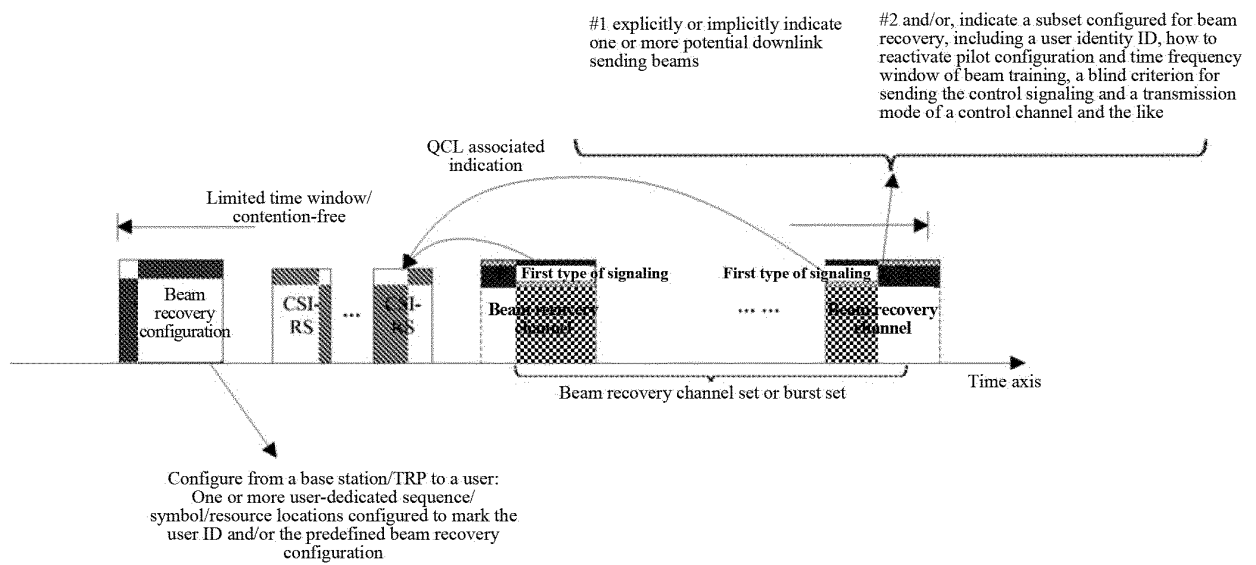 #1 explicitly or implicitly indicate
one or more potential downlink
sending beams
#2 and/or, indicate a subset configured for beam
recovery, including a user identity ID, how to
reactivate pilot configuration and time frequency
window of beam training, a blind criterion for
sending the control signaling and a transmission
mode of a control channel and the like
QCL associated
indication
Limited time window/
contention-free
Beam
recovery
configuration
CSI-
RS
...
CSI-
RS
First type of signaling
Beam recovery
channel
First type of signaling
... ...
Beam recovery
channel
Time axis
Beam recovery channel set or burst set
Configure from a base station/TRP to a user:
One or more user-dedicated sequence/
symbol/resource locations configured to mark the
user ID and/or the predefined beam recovery
configuration